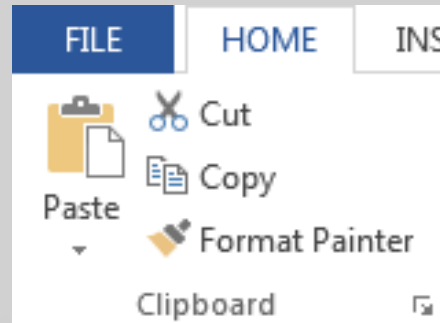 FILE HOME INS
Cut
Copy
Paste
Format Painter
Clipboard